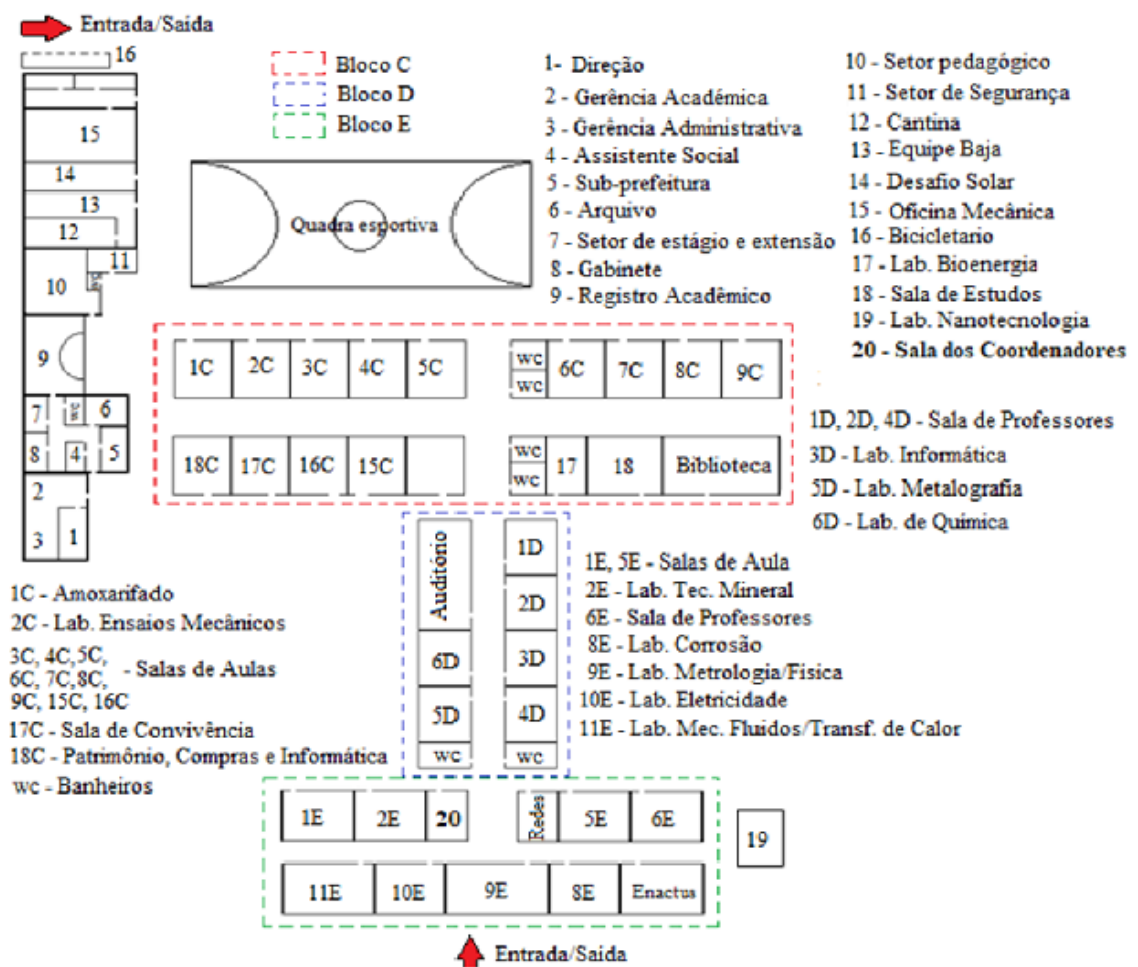 Entrada/Saída
16
15
14
13
12
11
wc
10
9
7
wc
6
8
4
5
2
3
1
Bloco C
Bloco D
Bloco E
Quadra esportiva
1- Direção
2 - Gerência Académica
3 - Gerência Administrativa
4 - Assistente Social
5 - Sub-prefeitura
6 - Arquivo
7 - Setor de estágio e extensão
8 - Gabinete
9 - Registro Acadêmico
10 - Setor pedagógico
11 - Setor de Segurança
12 - Cantina
13 - Equipe Baja
14 - Desafio Solar
15 - Oficina Mecânica
16 - Bicicletario
17 - Lab. Bioenergia
18 - Sala de Estudos
19 - Lab. Nanotecnologia
20 - Sala dos Coordenadores
1C 2C 3C 4C 5C wc wc 6C 7C 8C 9C
18C 17C 16C 15C wc wc 17 18 Biblioteca
1D, 2D, 4D - Sala de Professores
3D - Lab. Informática
5D - Lab. Metalografia
6D - Lab. de Química
Auditório 1D
2D
6D 3D
5D 4D
wc wc
1C - Amoxarifado
2C - Lab. Ensaios Mecânicos
3C, 4C,5C,
6C, 7C,8C, - Salas de Aulas
9C, 15C, 16C
17C - Sala de Convivência
18C - Patrimônio, Compras e Informática
wc - Banheiros
1E, 5E - Salas de Aula
2E - Lab. Tec. Mineral
6E - Sala de Professores
8E - Lab. Corrosão
9E - Lab. Metrologia/Física
10E - Lab. Eletricidade
11E - Lab. Mec. Fluidos/Transf. de Calor
1E 2E 20 Redes 5E 6E
19
11E 10E 9E 8E Enactus
Entrada/Saída